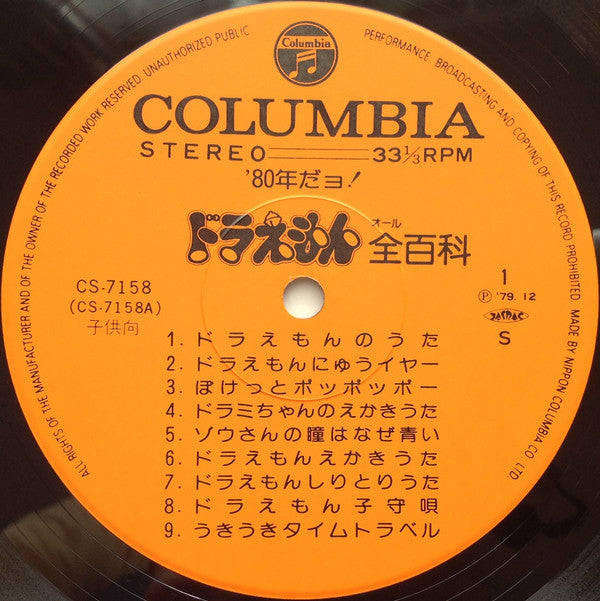 ALL RIGHTS OF THE MANUFACTURER AND OF THE OWNER OF THE RECORDED WORK RESERVED. UNAUTHORIZED PUBLIC PERFORMANCE, BROADCASTING AND COPYING OF THIS RECORD PROHIBITED MADE BY NIPPON COLUMBIA CO. LTD
Columbia
COLUMBIA
STEREO 33⅓RPM
'80年だョ!
ドラえもん 全百科
オール
CS-7158
(CS-7158A)
子供向
1
Ⓟ '79.12
JASRAC
S
1. ドラえもんのうた
2. ドラえもんにゅうイヤー
3. ぽけっとポッポッポー
4. ドラミちゃんのえかきうた
5. ゾウさんの瞳はなぜ青い
6. ドラえもんえかきうた
7. ドラえもんしりとりうた
8. ドラえもん子守唄
9. うきうきタイムトラベル